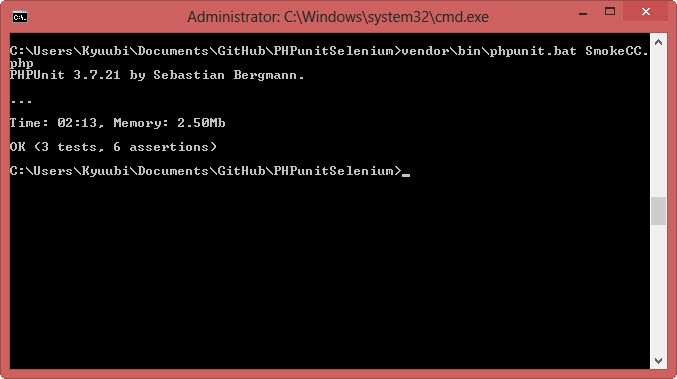 Administrator: C:\Windows\system32\cmd.exe
C:\Users\Kyuubi\Documents\GitHub\PHPunitSelenium>vendor\bin\phpunit.bat SmokeCC.
php
PHPUnit 3.7.21 by Sebastian Bergmann.
...
Time: 02:13, Memory: 2.50Mb
OK (3 tests, 6 assertions)
C:\Users\Kyuubi\Documents\GitHub\PHPunitSelenium>_